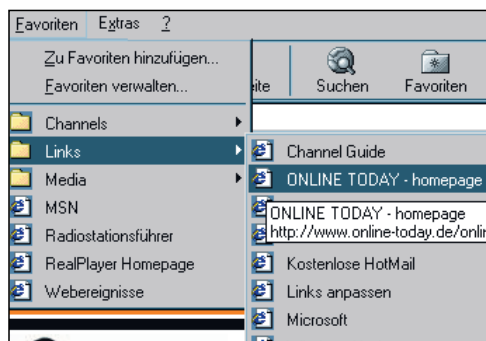 Favoriten Extras ?
Zu Favoriten hinzufügen...
Favoriten verwalten...
Suchen Favoriten
Channels
Links
Media
MSN
Radiostationsführer
RealPlayer Homepage
Webereignisse
Channel Guide
ONLINE TODAY - homepage
ONLINE TODAY - homepage
http://www.online-today.de/onlin
Kostenlose HotMail
Links anpassen
Microsoft